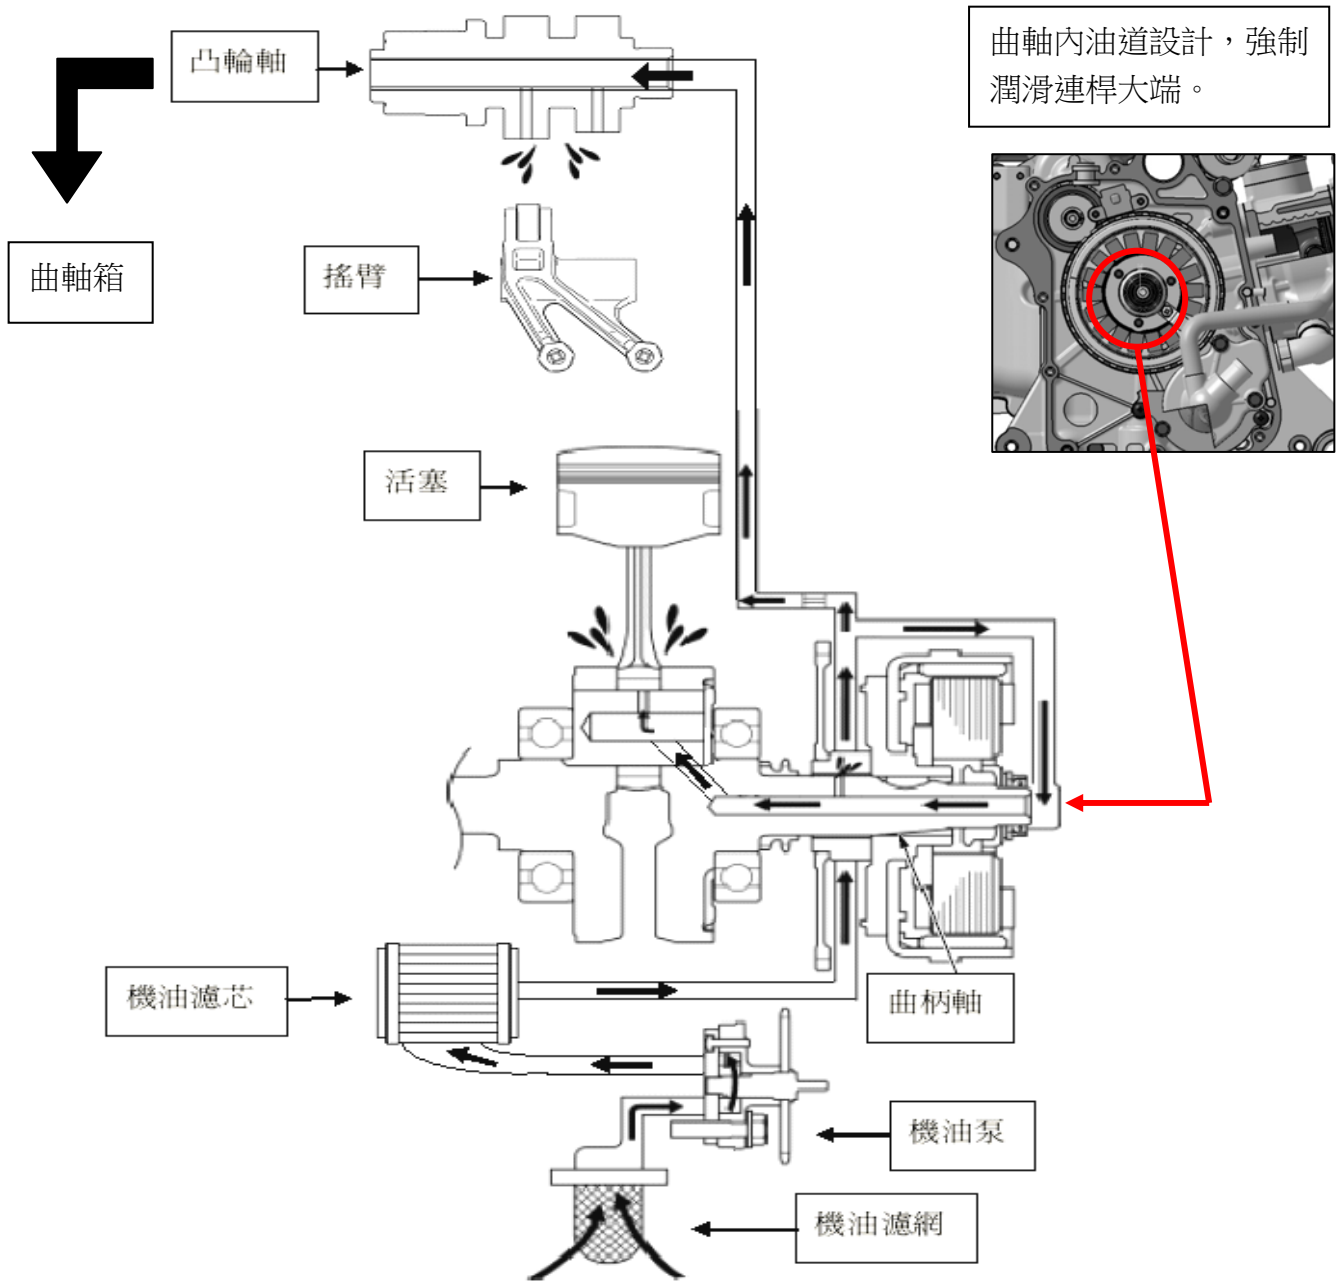 凸輪軸
曲軸內油道設計，強制
潤滑連桿大端。
曲軸箱
搖臂
活塞
機油濾芯
曲柄軸
機油泵
機油濾網